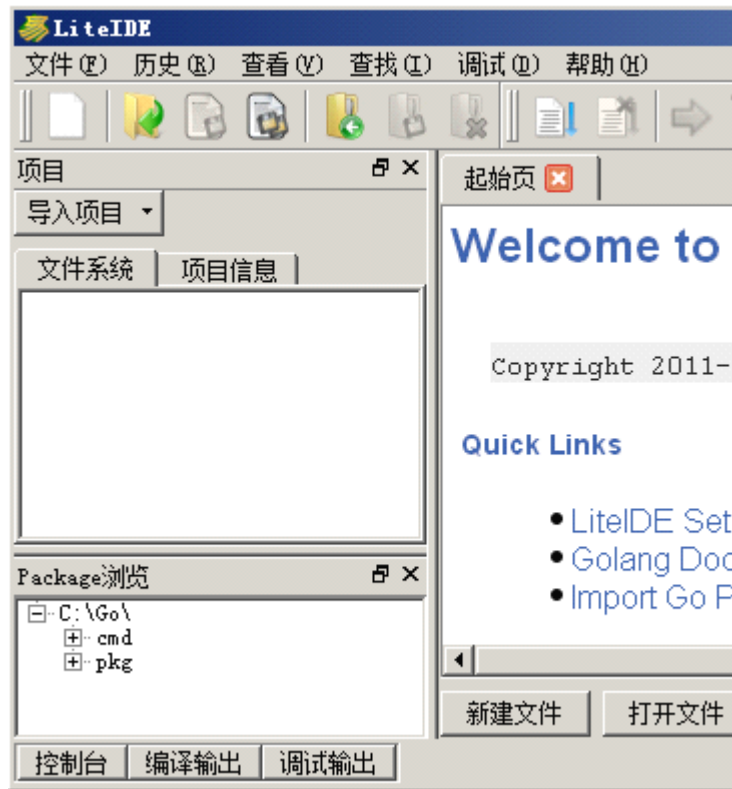 LiteIDE
文件(F) 历史(R) 查看(V) 查找(I) 调试(D) 帮助(H)
项目
起始页
导入项目
文件系统 项目信息
Welcome to
Copyright 2011-
Quick Links
LiteIDE Set
Golang Doc
Import Go P
Package浏览
C:\Go\
cmd
pkg
新建文件 打开文件
控制台 编译输出 调试输出